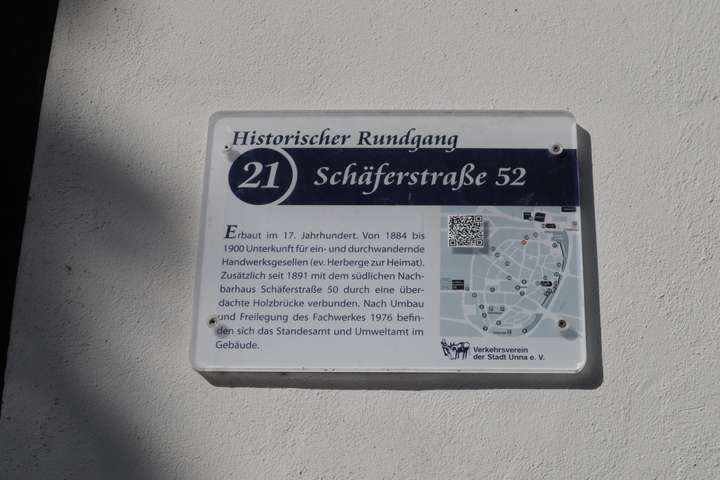 Historischer Rundgang
21 Schäferstraße 52
Erbaut im 17. Jahrhundert. Von 1884 bis
1900 Unterkunft für ein- und durchwandernde
Handwerksgesellen (ev. Herberge zur Heimat).
Zusätzlich seit 1891 mit dem südlichen Nach-
barhaus Schäferstraße 50 durch eine über-
dachte Holzbrücke verbunden. Nach Umbau
und Freilegung des Fachwerkes 1976 befin-
den sich das Standesamt und Umweltamt im
Gebäude.
Verkehrsverein
der Stadt Unna e. V.